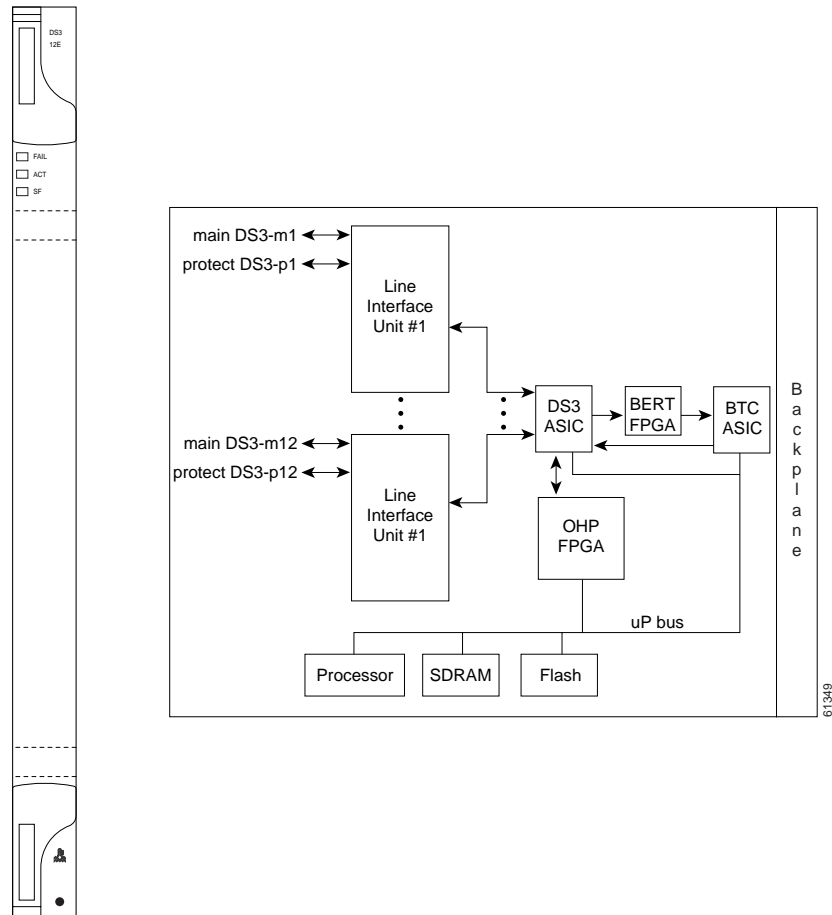 DS3
12E
FAIL
ACT
SF
main DS3-m1
protect DS3-p1
Line
Interface
Unit #1
main DS3-m12
protect DS3-p12
Line
Interface
Unit #1
DS3
ASIC
BERT
FPGA
BTC
ASIC
OHP
FPGA
uP bus
Processor
SDRAM
Flash
Backplane
61349